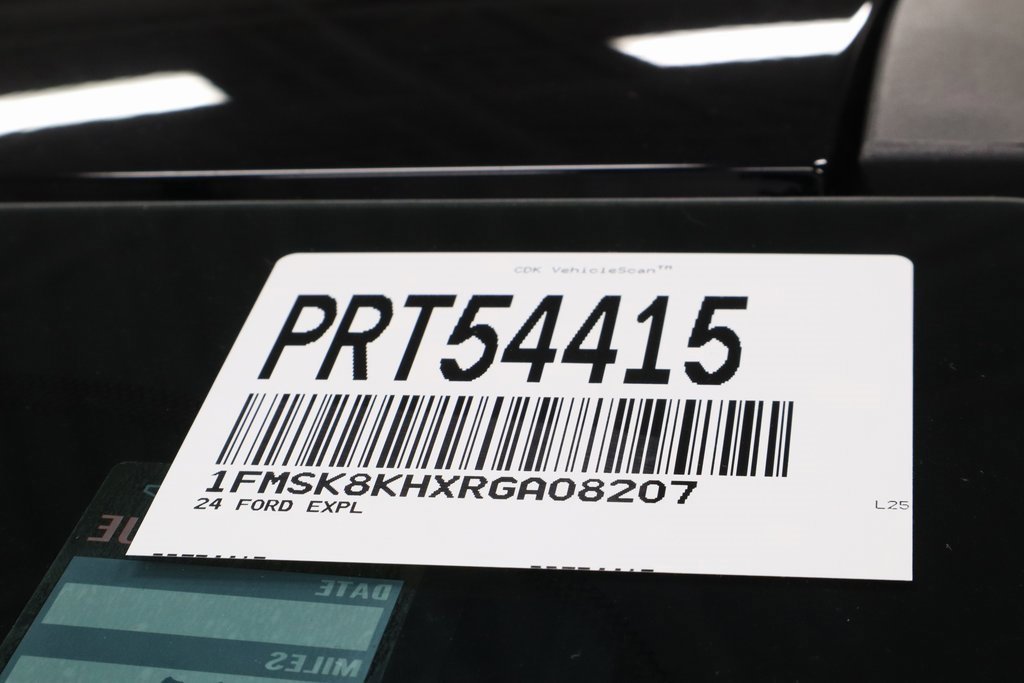 CDK VehicleScan™
PRT54415
1FMSK8KHXRGA08207
24 FORD EXPL
L25
DATE
MILES